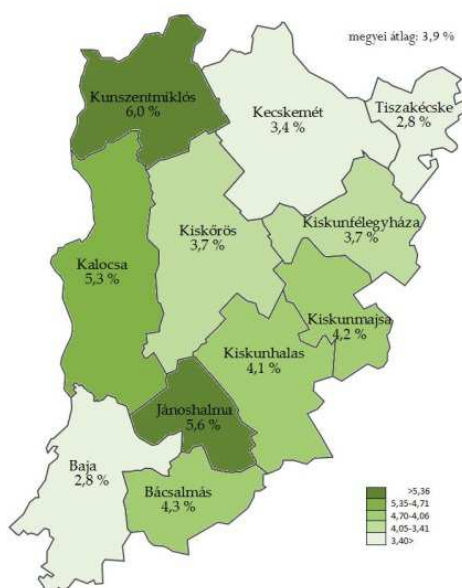 megyei átlag: 3,9 %
Kunszentmiklós
6,0 %
Kecskemét
3,4 %
Tiszakécske
2,8 %
Kiskőrös
3,7 %
Kiskunfélegyháza
3,7 %
Kalocsa
5,3 %
Kiskunmajsa
4,2 %
Kiskunhalas
4,1 %
Jánoshalma
5,6 %
Baja
2,8 %
Bácsalmás
4,3 %
>5,36
5,35-4,71
4,70-4,06
4,05-3,41
3,40>